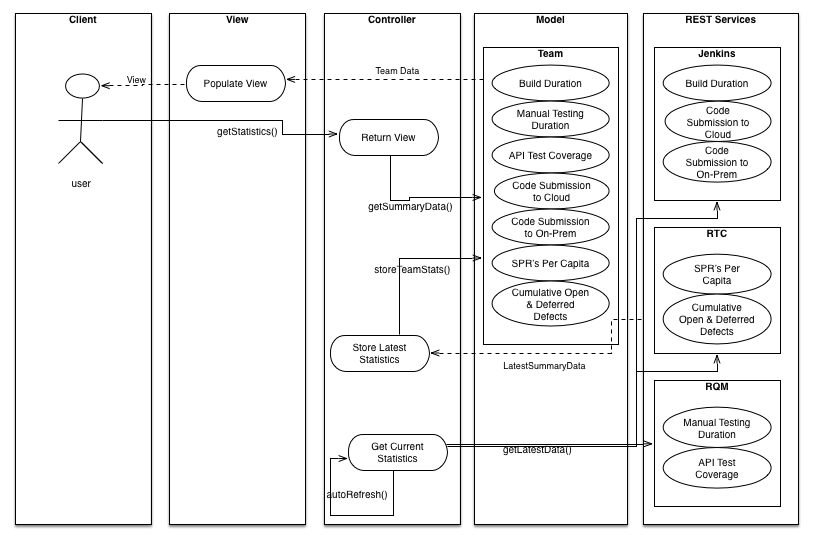 Client
View
Controller
Model
REST Services
Team
Jenkins
View
Populate View
Team Data
Build Duration
Build Duration
Manual Testing
Duration
Code
Submission to
Cloud
getStatistics()
Return View
API Test Coverage
Code
Submission to
On-Prem
user
Code Submission
to Cloud
getSummaryData()
Code Submission
to On-Prem
RTC
storeTeamStats()
SPR's Per Capita
SPR's Per
Capita
Cumulative Open
& Deferred
Defects
Cumulative
Open & Deferred
Defects
Store Latest
Statistics
LatestSummaryData
RQM
Manual Testing
Duration
Get Current
Statistics
getLatestData()
API Test
Coverage
autoRefresh()